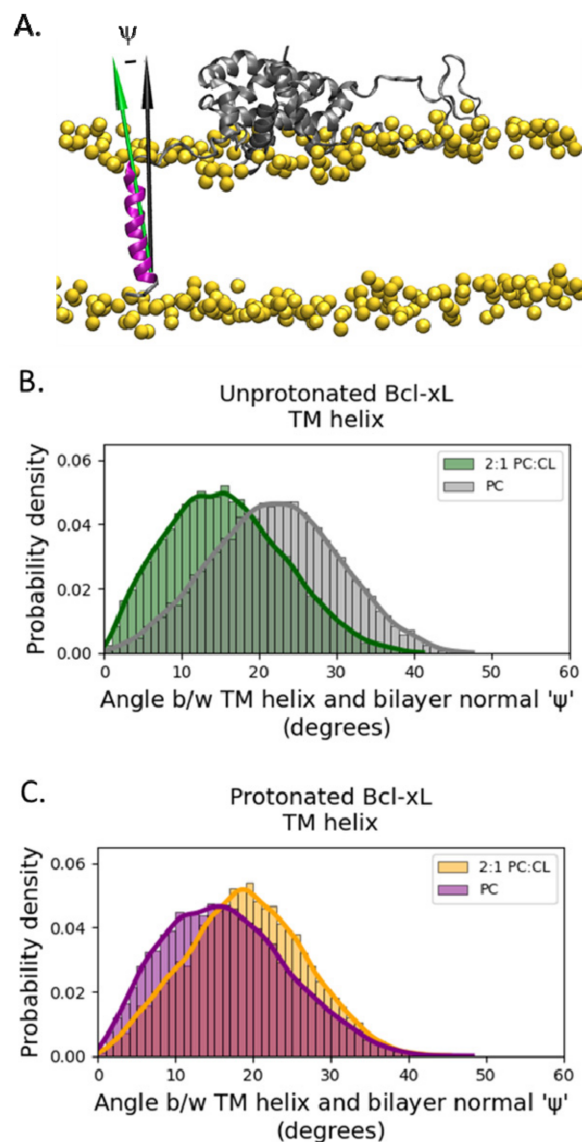 A.
ψ
B.
Unprotonated Bcl-xL
TM helix
0.06
0.04
0.02
0.00
Probability density
2:1 PC:CL
PC
0 10 20 30 40 50 60
Angle b/w TM helix and bilayer normal 'ψ'
(degrees)
C.
Protonated Bcl-xL
TM helix
0.06
0.04
0.02
0.00
Probability density
2:1 PC:CL
PC
0 10 20 30 40 50 60
Angle b/w TM helix and bilayer normal 'ψ'
(degrees)